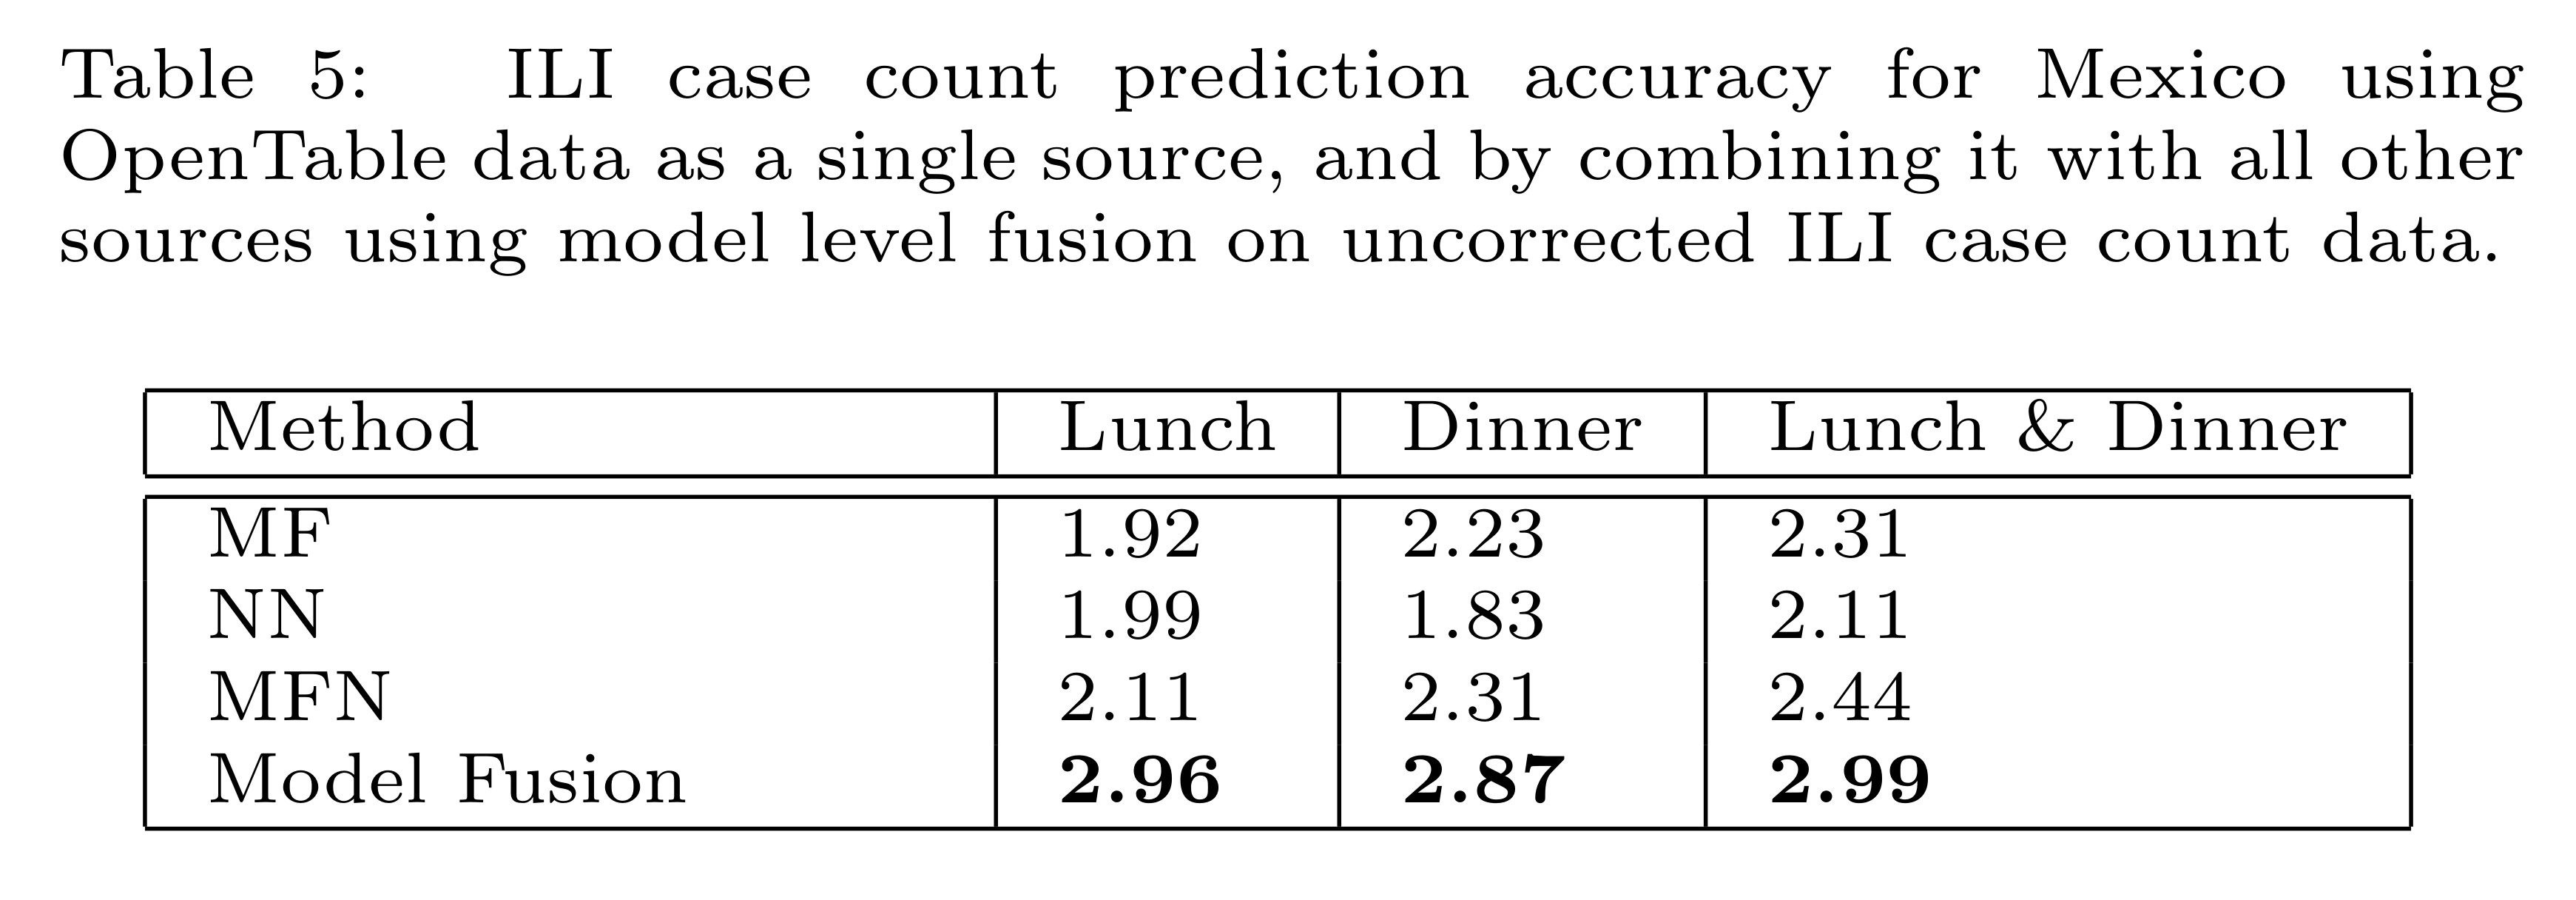 Table 5: ILI case count prediction accuracy for Mexico using
OpenTable data as a single source, and by combining it with all other
sources using model level fusion on uncorrected ILI case count data.
Method Lunch Dinner Lunch & Dinner
MF 1.92 2.23 2.31
NN 1.99 1.83 2.11
MFN 2.11 2.31 2.44
Model Fusion 2.96 2.87 2.99